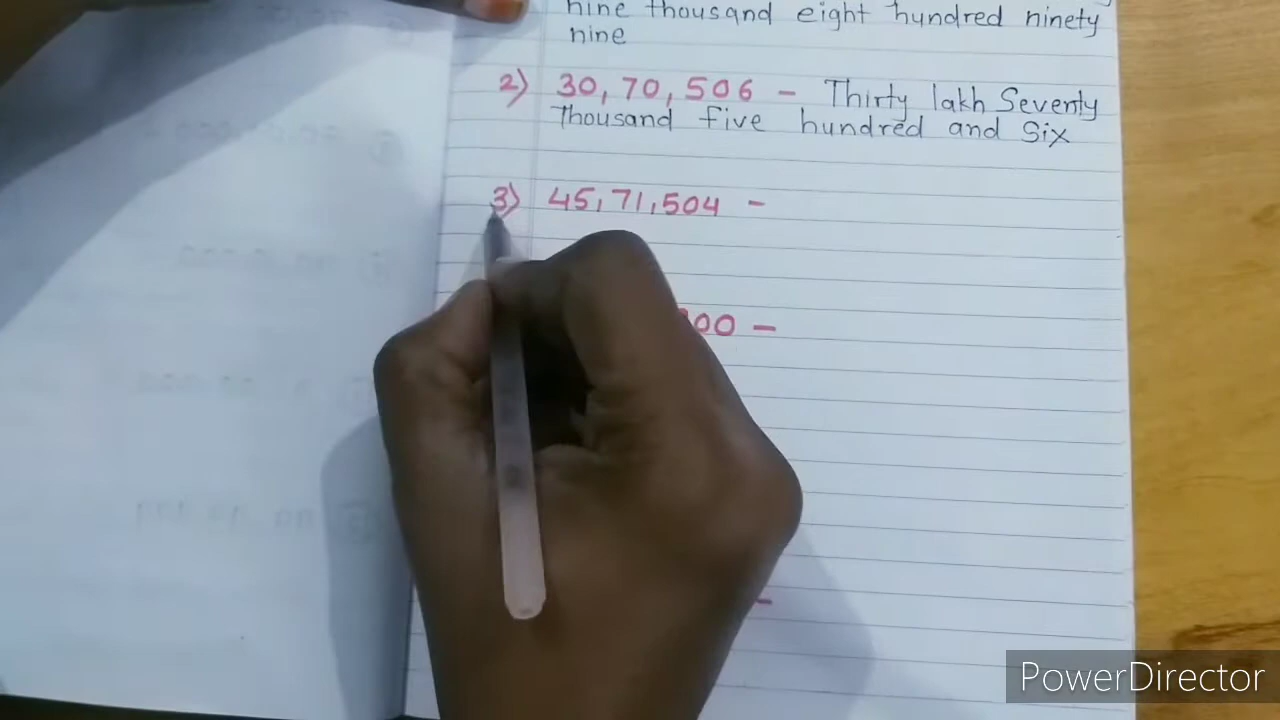 nine thousand eight hundred ninety
nine
2) 30,70,506 - Thirty lakh Seventy
Thousand five hundred and Six
3) 45,71,504 -
00 -
-
PowerDirector